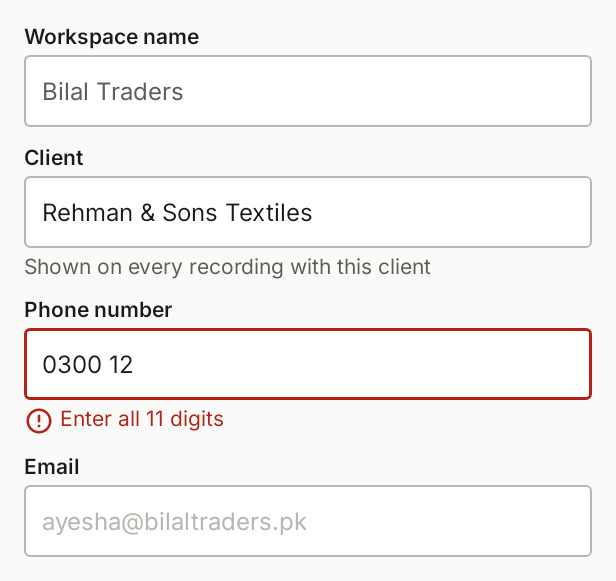 Workspace name
Bilal Traders
Client
Rehman & Sons Textiles
Shown on every recording with this client
Phone number
0300 12
Enter all 11 digits
Email
ayesha@bilaltraders.pk